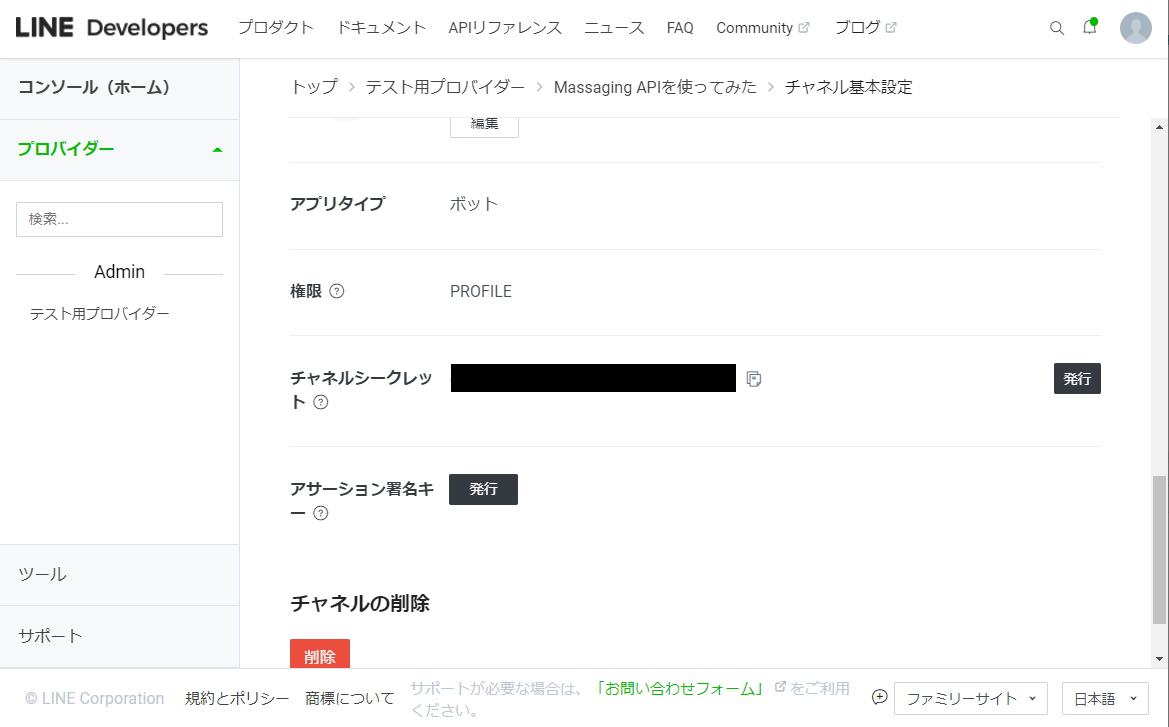 LINE Developers プロダクト ドキュメント APIリファレンス ニュース FAQ Community ブログ
コンソール（ホーム）
プロバイダー
検索...
Admin
テスト用プロバイダー
ツール
サポート
トップ > テスト用プロバイダー > Massaging APIを使ってみた > チャネル基本設定
編集
アプリタイプ ボット
権限 ? PROFILE
チャネルシークレッ
ト ? 発行
アサーション署名キ
ー ? 発行
チャネルの削除
削除
© LINE Corporation 規約とポリシー 商標について
サポートが必要な場合は、「お問い合わせフォーム」をご利用
ください。
ファミリーサイト 日本語